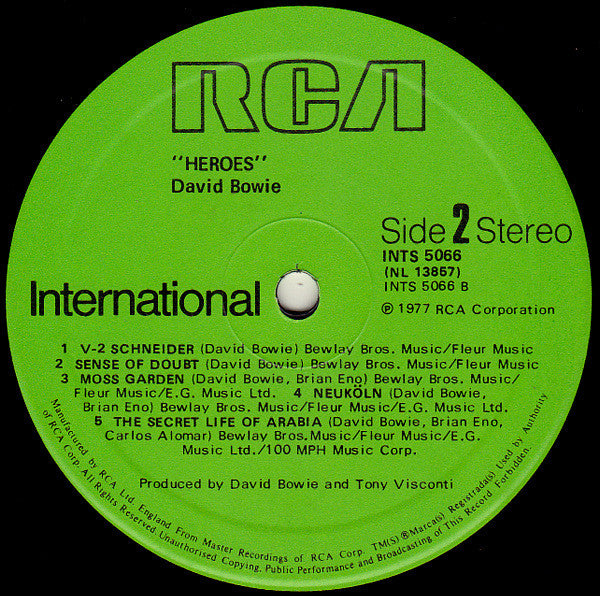 RCA
"HEROES"
David Bowie
Side 2 Stereo
INTS 5066
(NL 13857)
INTS 5066 B
International
℗ 1977 RCA Corporation
1 V-2 SCHNEIDER (David Bowie) Bewlay Bros. Music/Fleur Music
2 SENSE OF DOUBT (David Bowie) Bewlay Bros. Music/Fleur Music
3 MOSS GARDEN (David Bowie, Brian Eno) Bewlay Bros. Music/
Fleur Music/E.G. Music Ltd. 4 NEUKÖLN (David Bowie,
Brian Eno) Bewlay Bros. Music/Fleur Music/E.G. Music Ltd.
5 THE SECRET LIFE OF ARABIA (David Bowie, Brian Eno,
Carlos Alomar) Bewlay Bros.Music/Fleur Music/E.G.
Music Ltd./100 MPH Music Corp.
Produced by David Bowie and Tony Visconti
Manufactured by RCA Ltd. England From Master Recordings of RCA Corp. TM(S)®Marca(s) Registrada(s) Used by Authority
of RCA Corp. All Rights Reserved Unauthorised Copying, Public Performance and Broadcasting of This Record Forbidden.